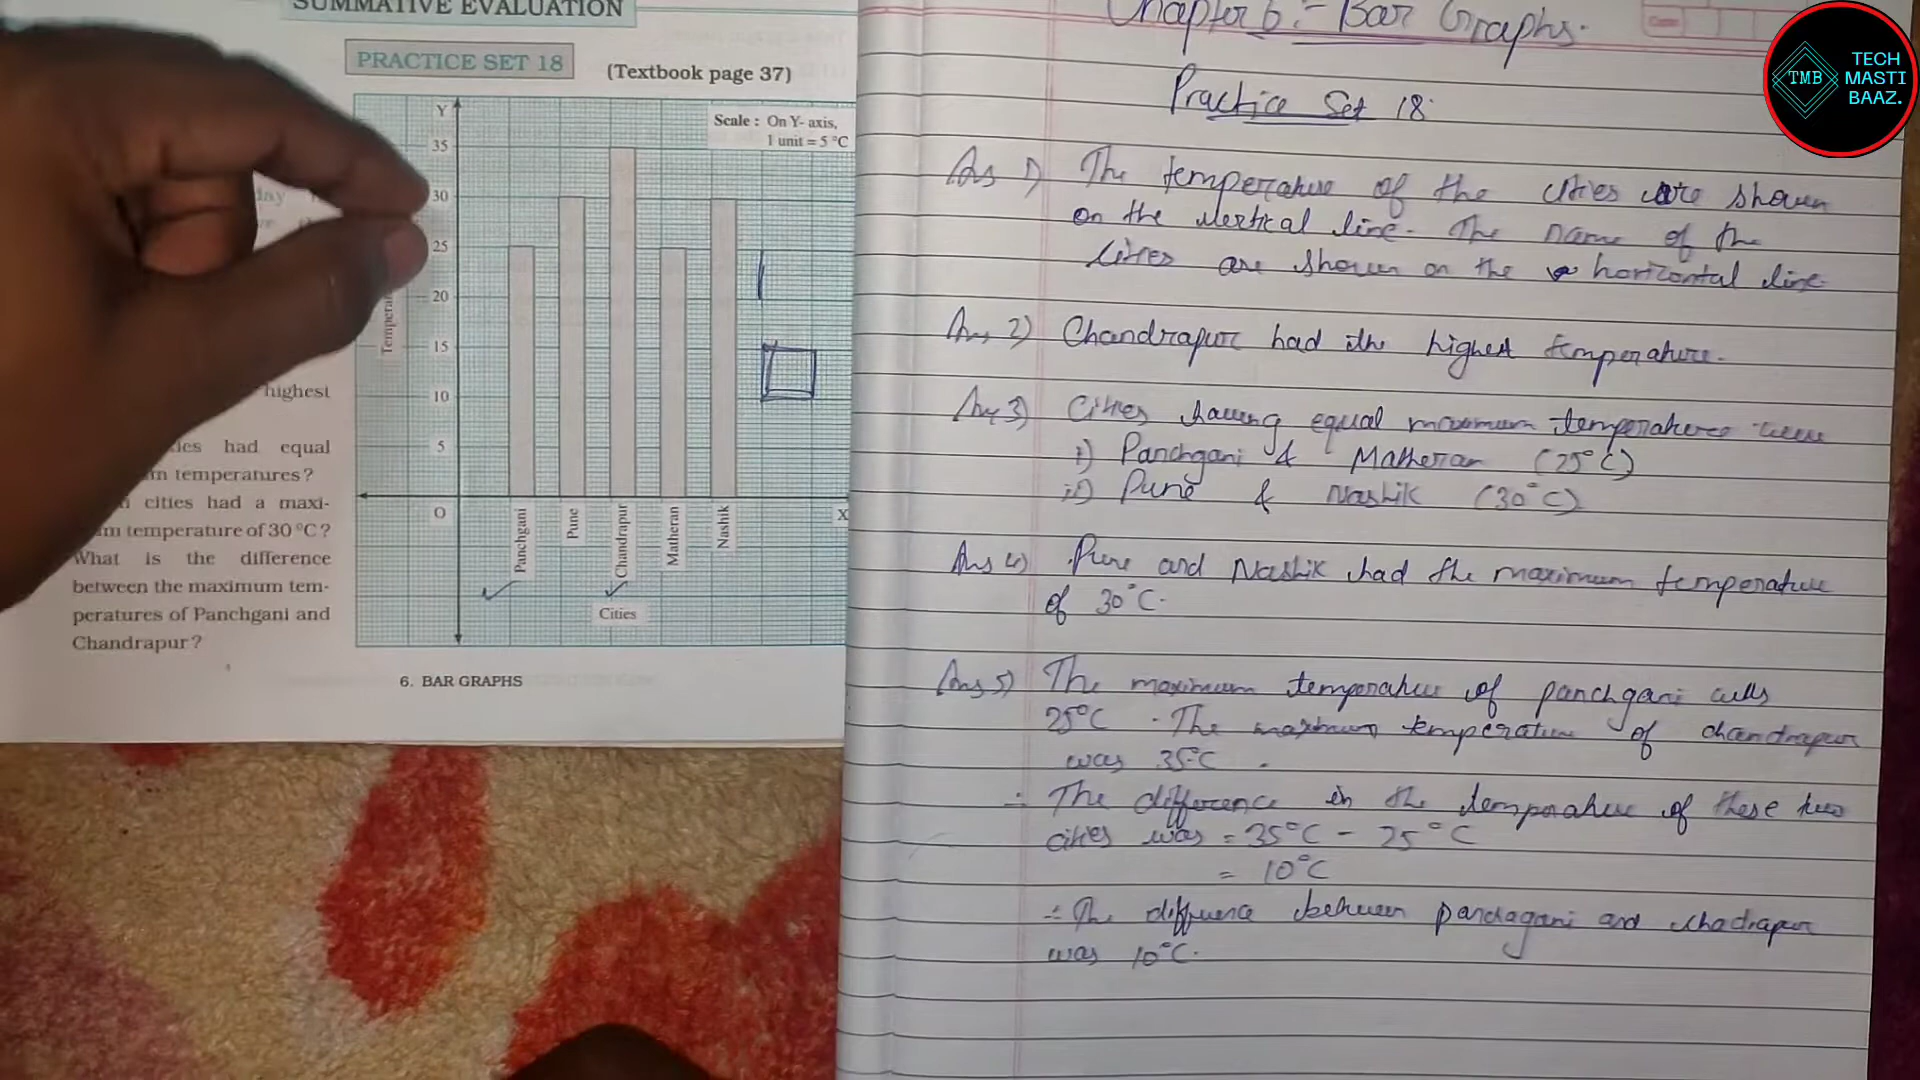 SUMMATIVE EVALUATION
PRACTICE SET 18
(Textbook page 37)
Y
Scale : On Y- axis,
1 unit = 5 °C
35
30
25
20
15
10
5
O
X
Panchgani
Pune
Chandrapur
Matheran
Nashik
Cities
highest
had equal
temperatures?
cities had a maxi-
temperature of 30 °C ?
What is the difference
between the maximum tem-
peratures of Panchgani and
Chandrapur ?
6. BAR GRAPHS
Chapter 6 :- Bar Graphs.
Practice Set 18.
Ans 1) The temperature of the cities are shown
on the vertical line. The name of the
cities are shown on the horizontal line.
Ans 2) Chandrapur had the highest temperature.
Ans 3) Cities having equal maximum temperatures were
i) Panchgani & Matheran (25°C)
ii) Pune & Nashik (30°C)
Ans 4) Pune and Nashik had the maximum temperature
of 30°C.
Ans 5) The maximum temperature of panchgani was
25°C . The maximum temperature of chandrapur
was 35°C .
∴ The difference in the temperature of these two
cities was = 35°C - 25°C
= 10°C
∴ The difference between and
was 10°C.
TECH
MASTI
BAAZ.
TMB